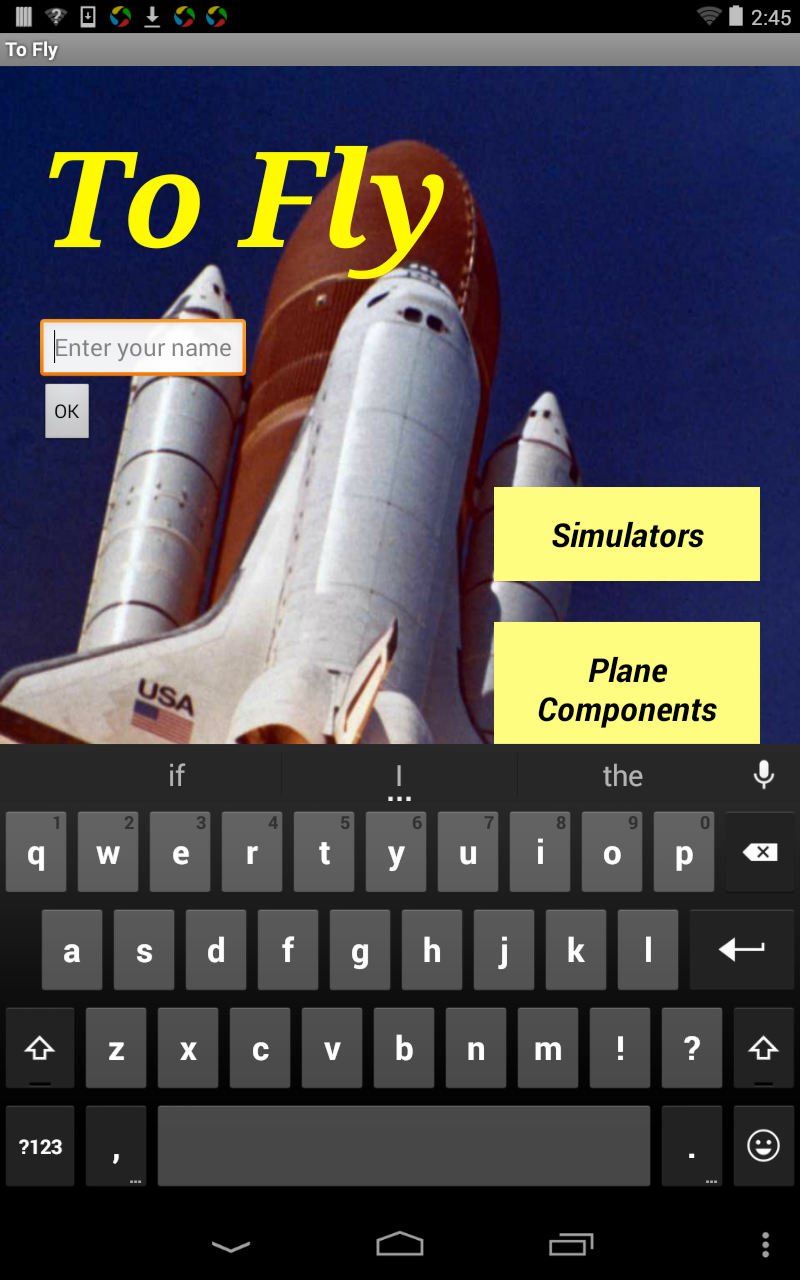 2:45
To Fly
To Fly
Enter your name
OK
USA
Simulators
Plane
Components
if I the
...
1 2 3 4 5 6 7 8 9 0
q w e r t y u i o p
a s d f g h j k l
z x c v b n m ! ?
?123 , ... . ...